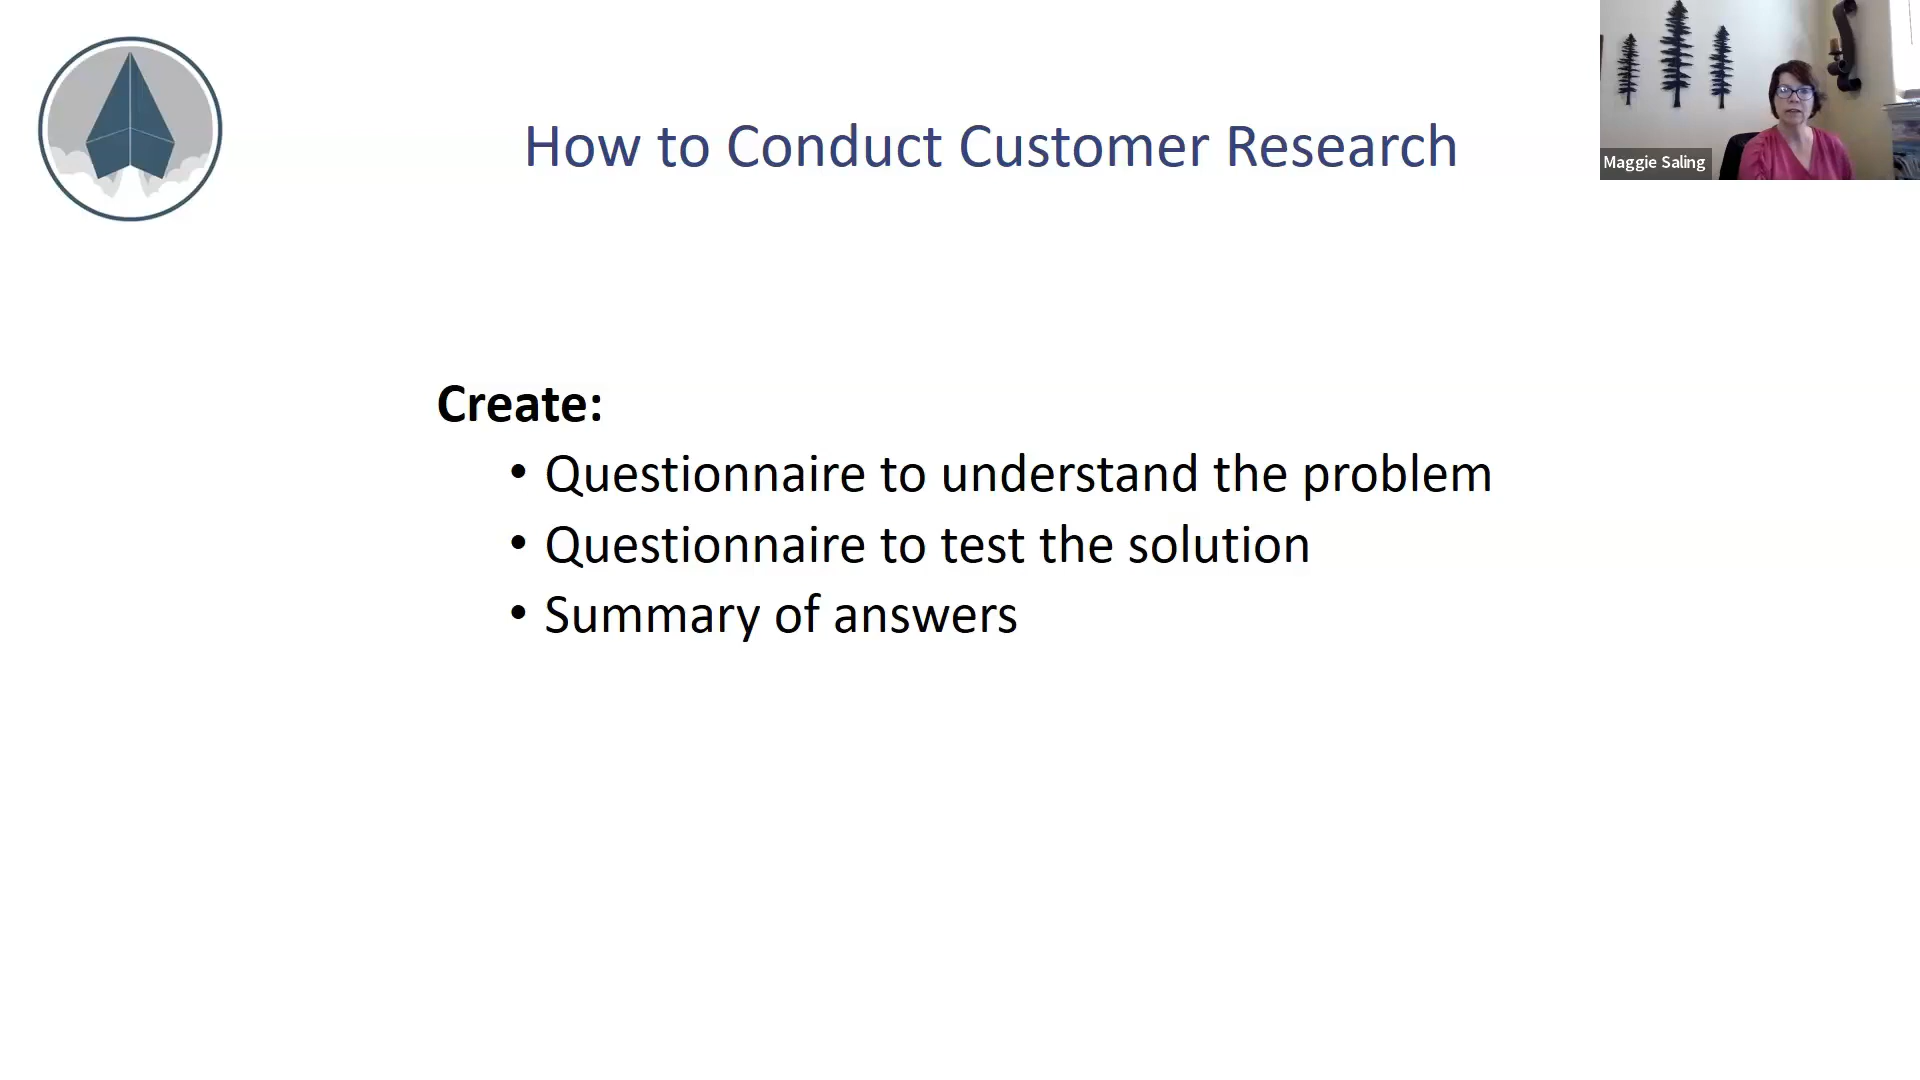 How to Conduct Customer Research
Maggie Saling
Create:
• Questionnaire to understand the problem
• Questionnaire to test the solution
• Summary of answers